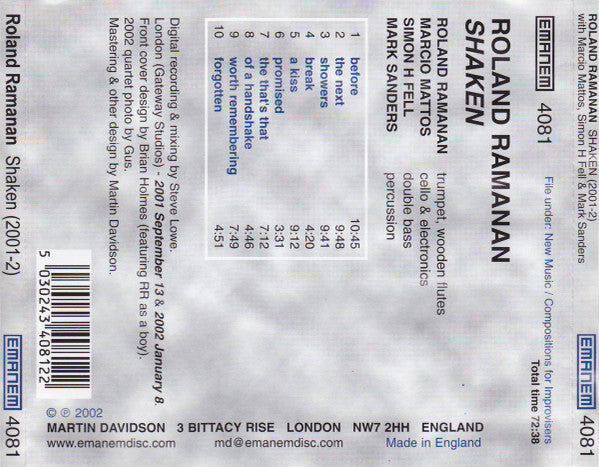 ROLAND RAMANAN SHAKEN (2001-2)
with Marcio Mattos, Simon H Fell & Mark Sanders
EMANEM 4081
EMANEM 4081
File under: New Music / Compositions for Improvisers
Total time 72:38
ROLAND RAMANAN
SHAKEN
ROLAND RAMANAN trumpet, wooden flutes
MARCIO MATTOS cello & electronics
SIMON H FELL double bass
MARK SANDERS percussion
1 before 10:45
2 the next 9:48
3 showers 9:41
4 break 4:20
5 a kiss 9:12
6 promised 3:31
7 the that's that 7:12
8 of a handshake 4:46
9 worth remembering 7:49
10 forgotten 4:51
Digital recording & mixing by Steve Lowe.
London (Gateway Studios) - 2001 September 13 & 2002 January 8.
Front cover design by Brian Holmes (featuring RR as a boy).
2002 quartet photo by Gus.
Mastering & other design by Martin Davidson.
5 030243 408122
© ℗ 2002
MARTIN DAVIDSON 3 BITTACY RISE LONDON NW7 2HH ENGLAND
www.emanemdisc.com md@emanemdisc.com Made in England
Roland Ramanan Shaken (2001-2) EMANEM 4081